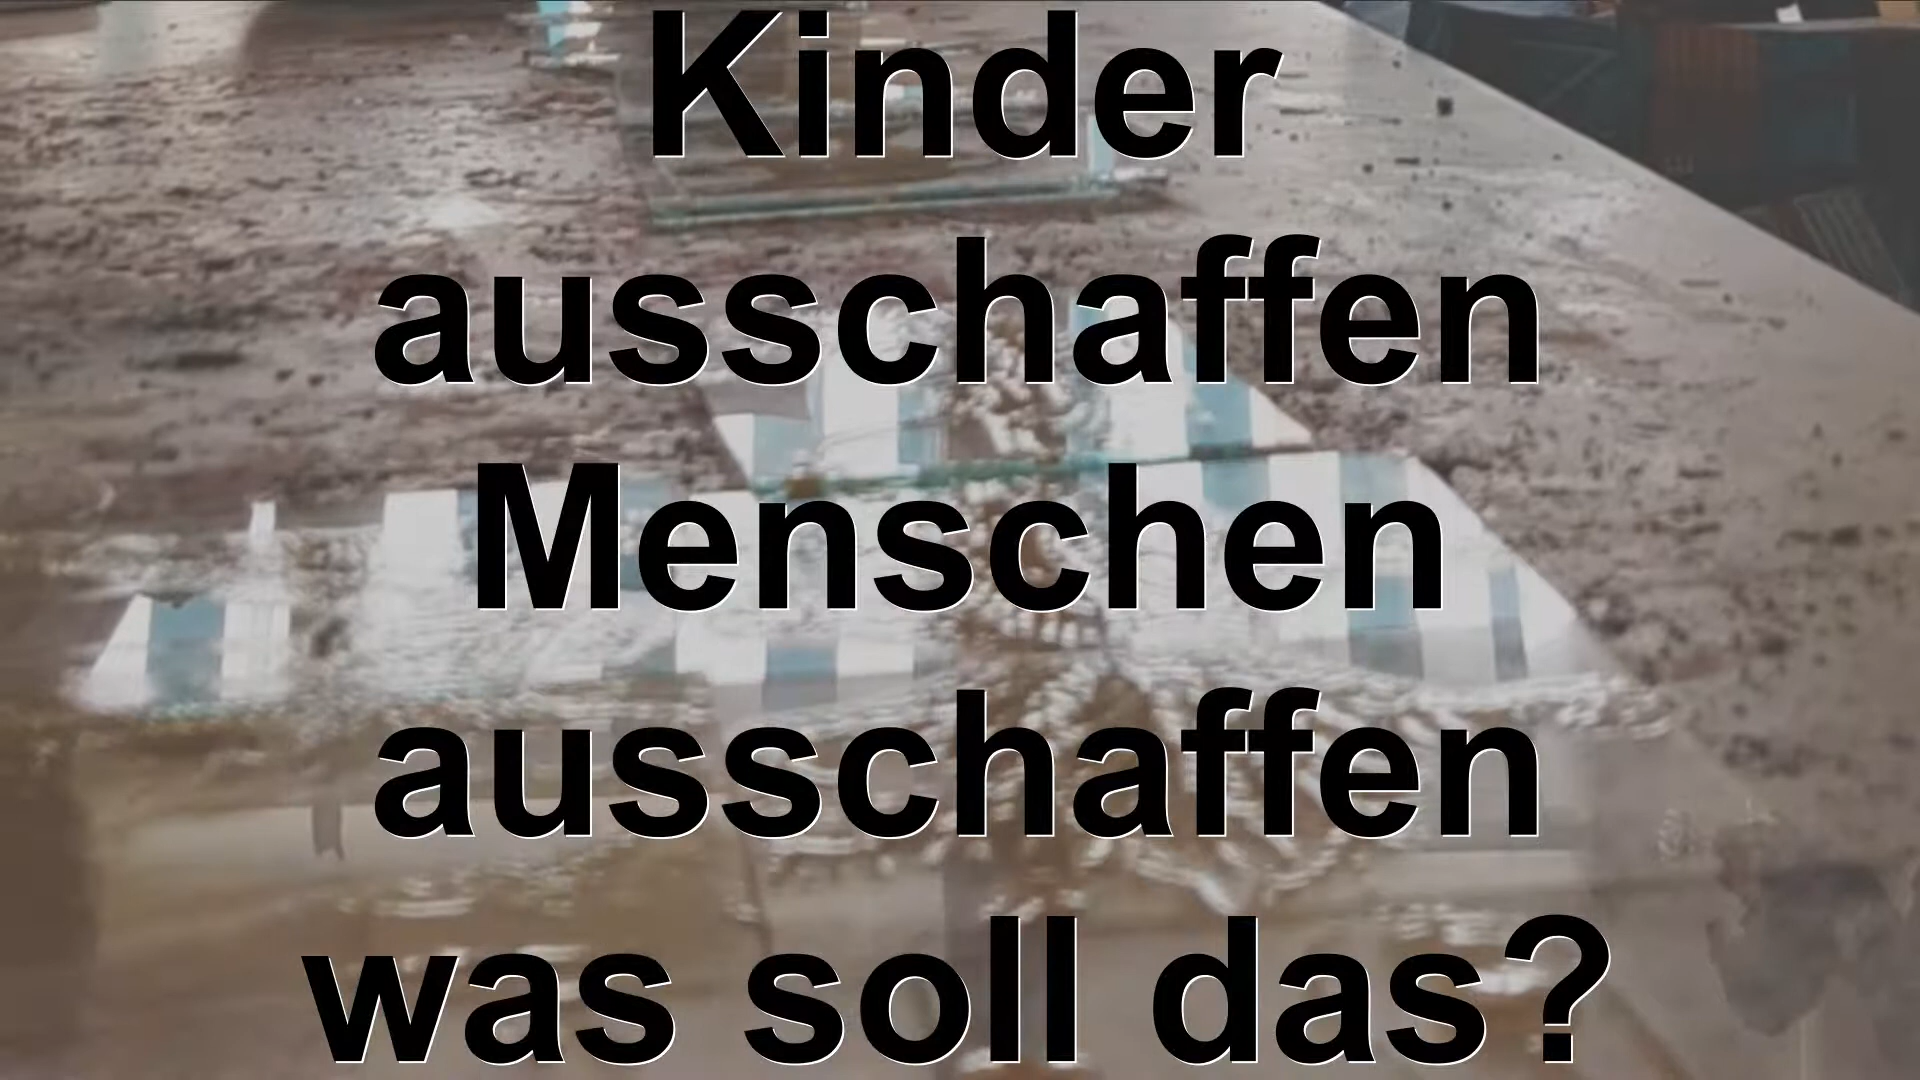 Kinder
ausschaffen
Menschen
ausschaffen
was soll das?